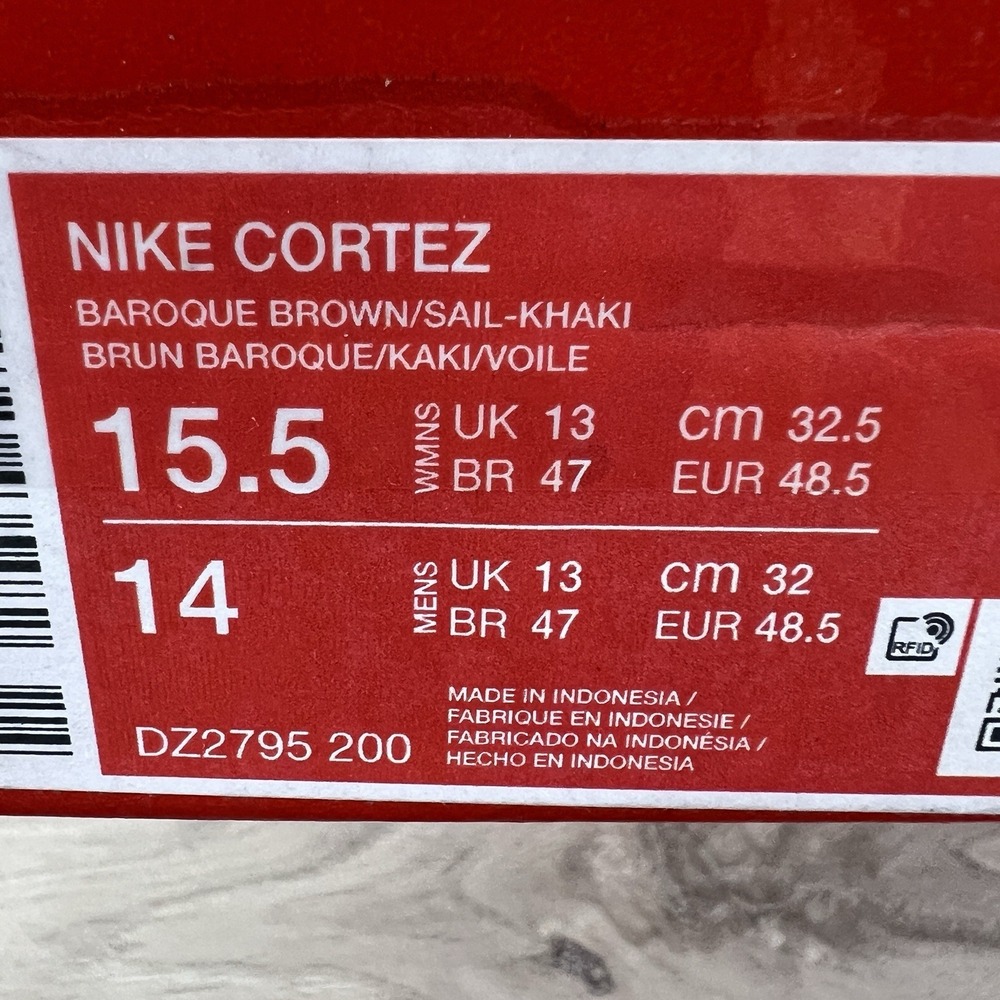 NIKE CORTEZ
BAROQUE BROWN/SAIL-KHAKI
BRUN BAROQUE/KAKI/VOILE
15.5 WMNS UK 13 cm 32.5
BR 47 EUR 48.5
14 MENS UK 13 cm 32
BR 47 EUR 48.5
RFID
DZ2795 200
MADE IN INDONESIA /
FABRIQUE EN INDONESIE /
FABRICADO NA INDONÉSIA /
HECHO EN INDONESIA